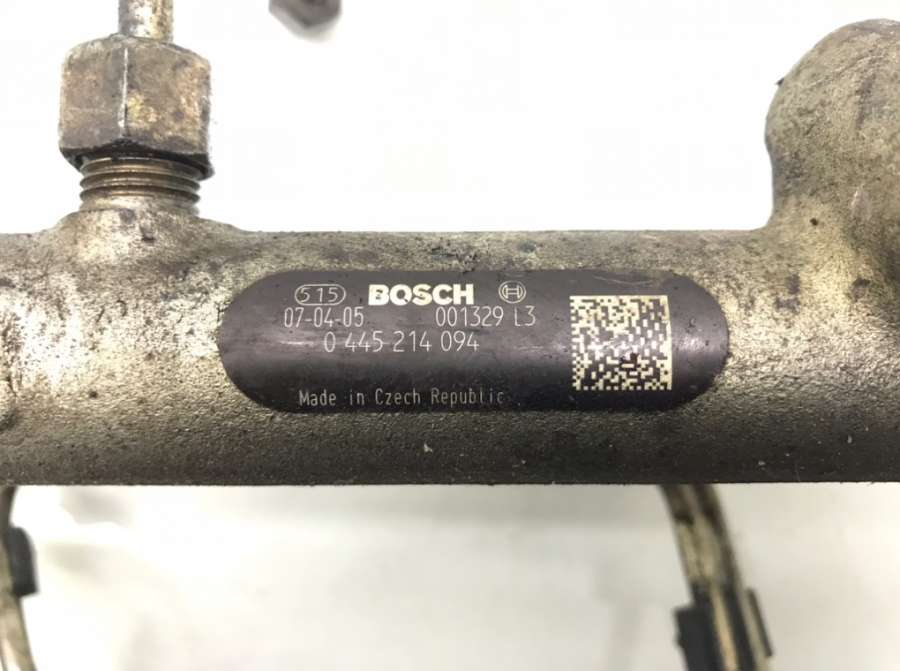 515 BOSCH
07-04-05 001329 L3
0 445 214 094
Made in Czech Republic